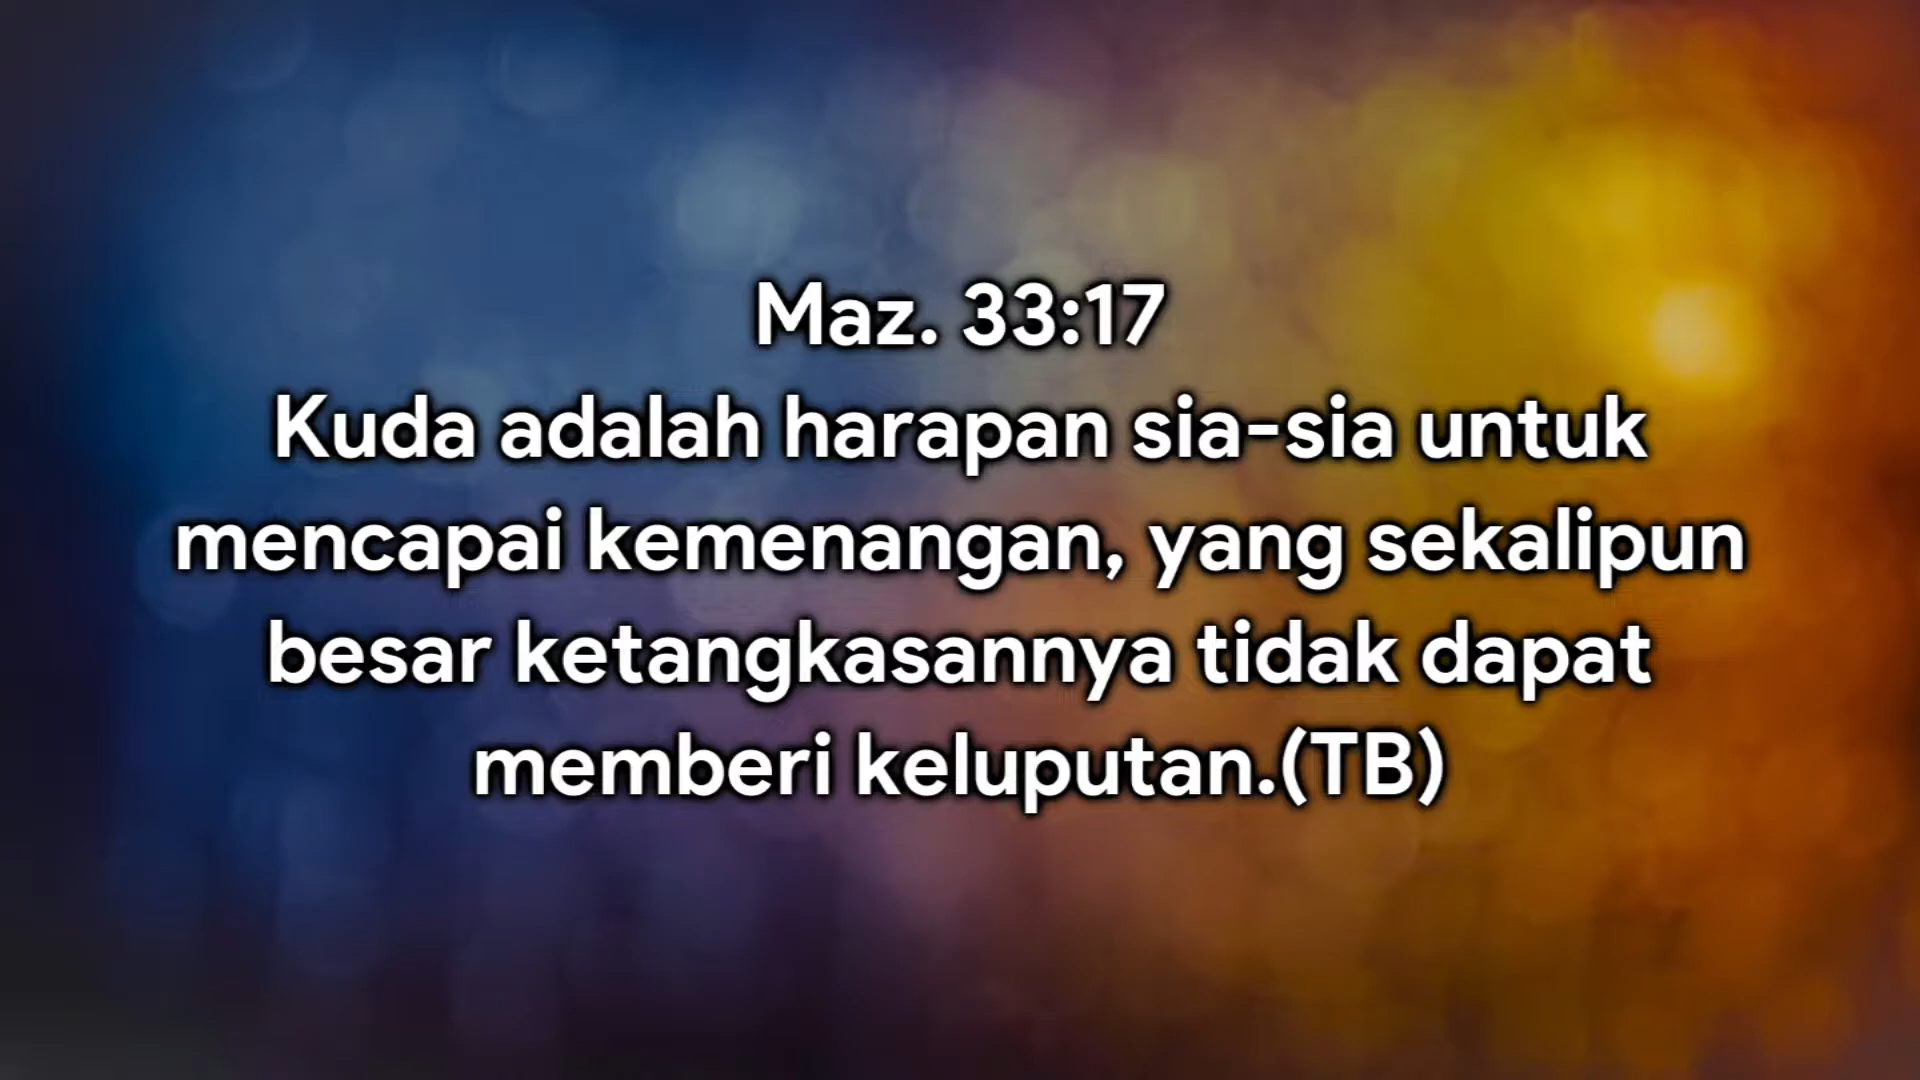 Maz. 33:17
Kuda adalah harapan sia-sia untuk
mencapai kemenangan, yang sekalipun
besar ketangkasannya tidak dapat
memberi keluputan.(TB)